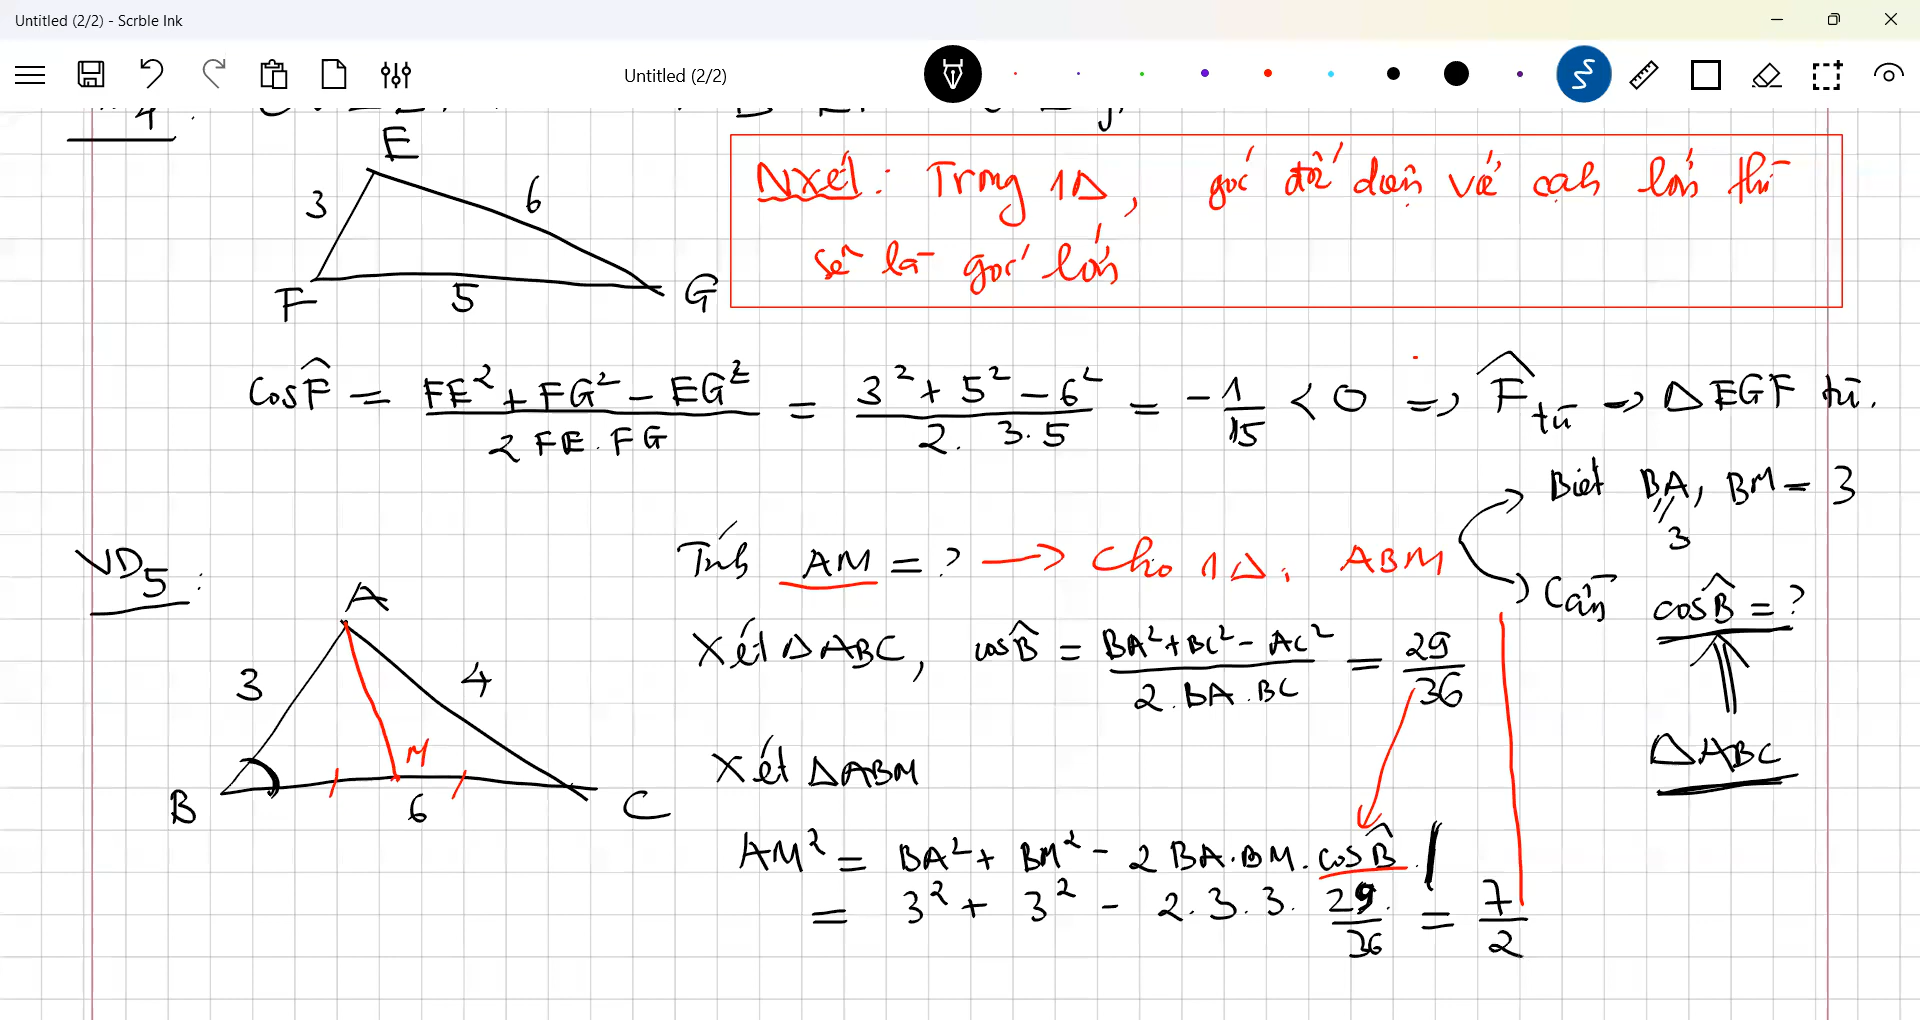 Untitled (2/2) - Scrble Ink
Untitled (2/2)
4 :
E
3
6
F
5
G
Nxét: Trong 1Δ, góc đối diện với cạnh lớn thì
sẽ là góc lớn
cosF̂ = (FE² + FG² - EG²)/(2 FE . FG) = (3² + 5² - 6²)/(2. 3.5) = -1/15 < 0 => F̂ tù => Δ EGF tù.
Biết BA, BM = 3
3
VD5 :
Tính AM = ? → Cho 1Δ: ABM
Cần cosB̂ = ?
A
Xét ΔABC, cosB̂ = (BA² + BC² - AC²)/(2.BA.BC) = 29/36
3
4
M
B
6
C
ΔABC
Xét ΔABM
AM² = BA² + BM² - 2 BA.BM.cosB̂
= 3² + 3² - 2.3.3. 29/36 = 7/2